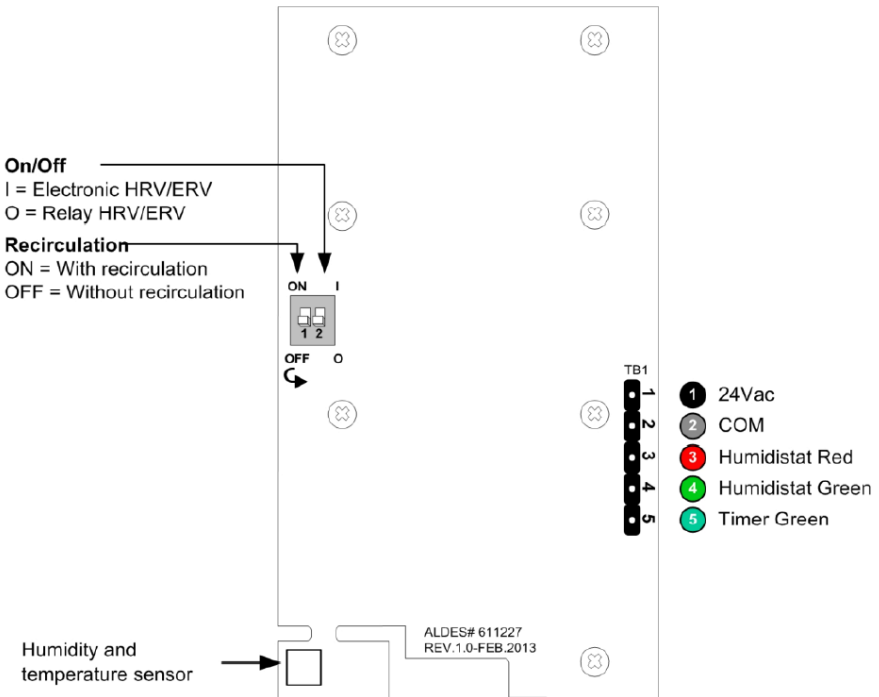 On/Off
I = Electronic HRV/ERV
O = Relay HRV/ERV
Recirculation
ON = With recirculation
OFF = Without recirculation
ON I
1 2
OFF O
TB1
1 1 24Vac
2 2 COM
3 3 Humidistat Red
4 4 Humidistat Green
5 5 Timer Green
ALDES# 611227
REV.1.0-FEB.2013
Humidity and
temperature sensor